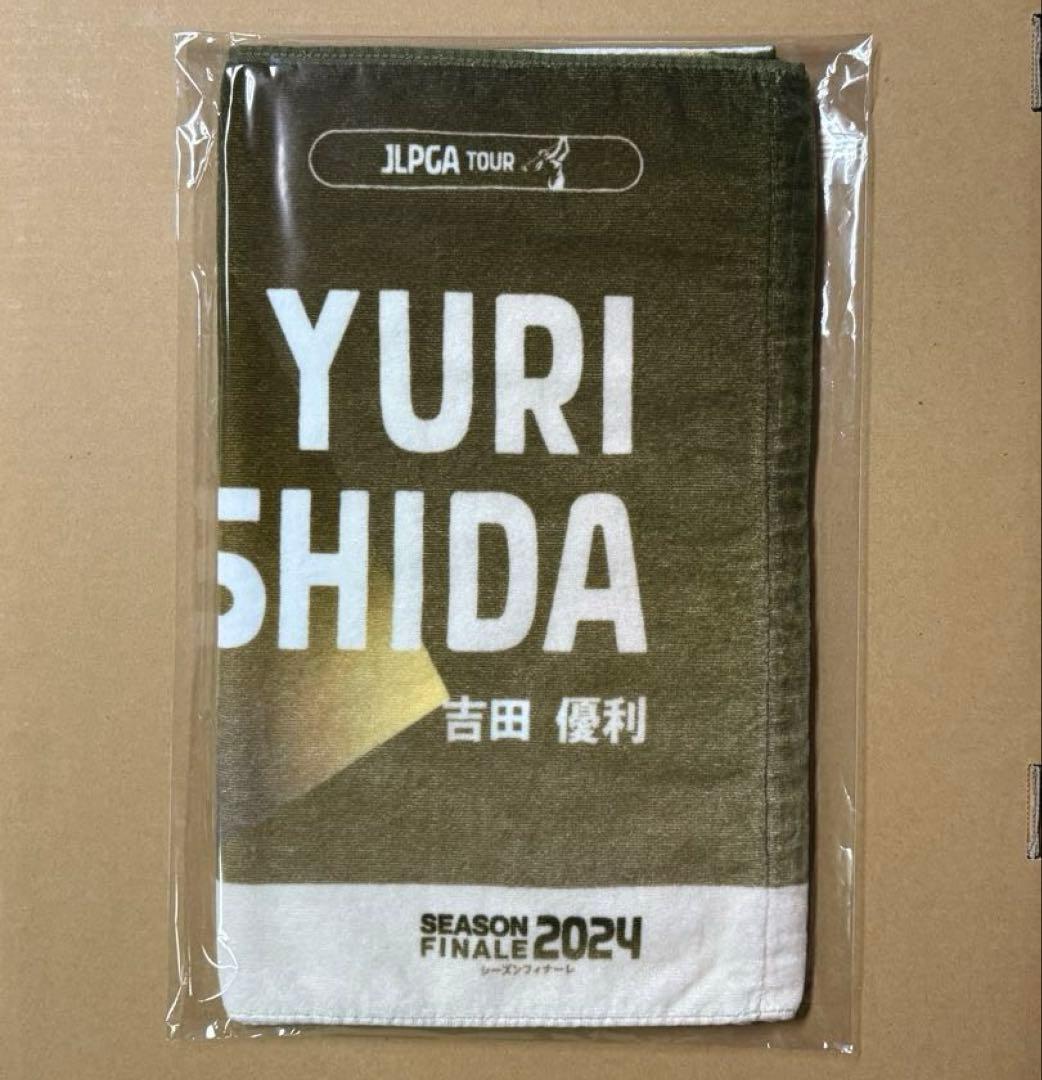 JLPGA TOUR
YURI
SHIDA
吉田 優利
SEASON
FINALE 2024
シーズンフィナーレ